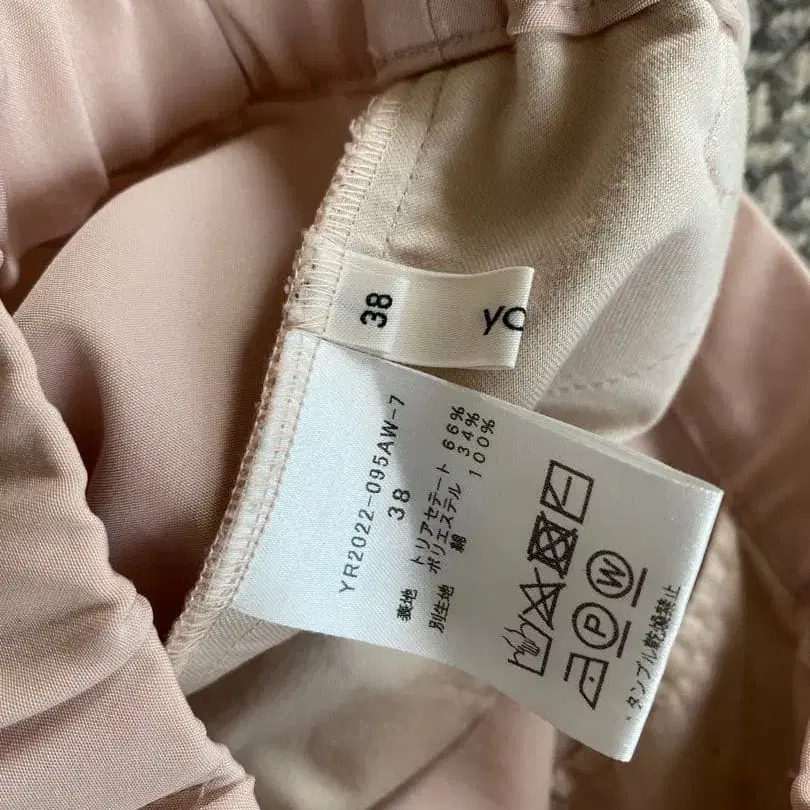 38
YO
YR2022-095AW-7
38
表地 トリアセテート 66%
ポリエステル 34%
別生地 綿 100%
P
W
・タンブル乾燥禁止